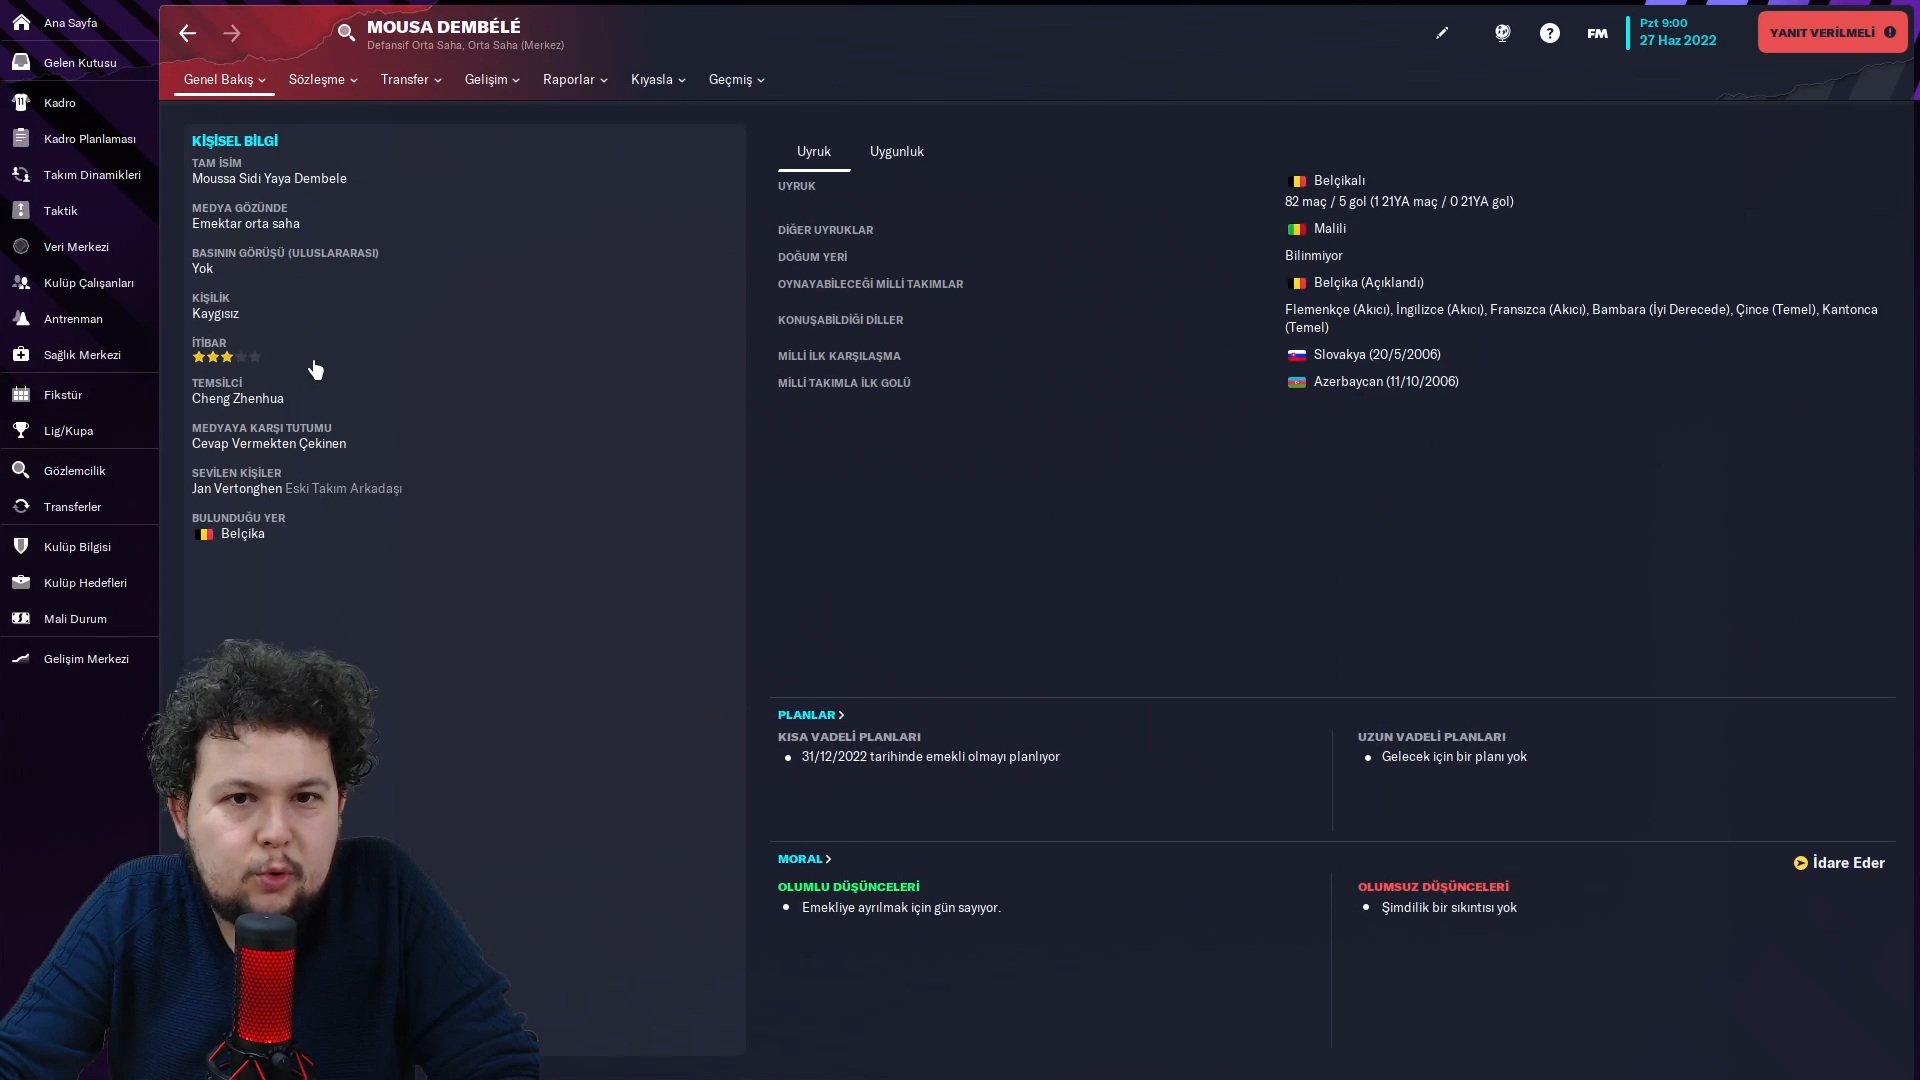 Ana Sayfa
Gelen Kutusu
Kadro
Kadro Planlaması
Takım Dinamikleri
Taktik
Veri Merkezi
Kulüp Çalışanları
Antrenman
Sağlık Merkezi
Fikstür
Lig/Kupa
Gözlemcilik
Transferler
Kulüp Bilgisi
Kulüp Hedefleri
Mali Durum
Gelişim Merkezi
MOUSA DEMBÉLÉ
Defansif Orta Saha, Orta Saha (Merkez)
FM
Pzt 9:00
27 Haz 2022
YANIT VERİLMELİ
Genel Bakış
Sözleşme
Transfer
Gelişim
Raporlar
Kıyasla
Geçmiş
KİŞİSEL BİLGİ
TAM İSİM
Moussa Sidi Yaya Dembele
MEDYA GÖZÜNDE
Emektar orta saha
BASININ GÖRÜŞÜ (ULUSLARARASI)
Yok
KİŞİLİK
Kaygısız
İTİBAR
TEMSİLCİ
Cheng Zhenhua
MEDYAYA KARŞI TUTUMU
Cevap Vermekten Çekinen
SEVİLEN KİŞİLER
Jan Vertonghen Eski Takım Arkadaşı
BULUNDUĞU YER
Belçika
Uyruk
Uygunluk
UYRUK
Belçikalı
82 maç / 5 gol (1 21YA maç / 0 21YA gol)
DİĞER UYRUKLAR
Malili
DOĞUM YERİ
Bilinmiyor
OYNAYABİLECEĞİ MİLLİ TAKIMLAR
Belçika (Açıklandı)
KONUŞABİLDİĞİ DİLLER
Flemenkçe (Akıcı), İngilizce (Akıcı), Fransızca (Akıcı), Bambara (İyi Derecede), Çince (Temel), Kantonca
(Temel)
MİLLİ İLK KARŞILAŞMA
Slovakya (20/5/2006)
MİLLİ TAKIMLA İLK GOLÜ
Azerbaycan (11/10/2006)
PLANLAR
KISA VADELİ PLANLARI
31/12/2022 tarihinde emekli olmayı planlıyor
UZUN VADELİ PLANLARI
Gelecek için bir planı yok
MORAL
İdare Eder
OLUMLU DÜŞÜNCELERİ
Emekliye ayrılmak için gün sayıyor.
OLUMSUZ DÜŞÜNCELERİ
Şimdilik bir sıkıntısı yok